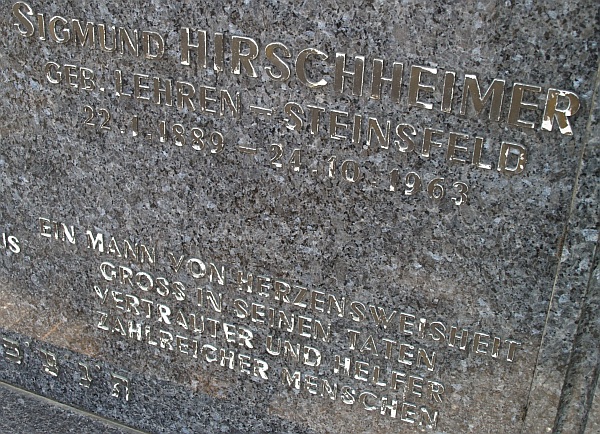 SIGMUND HIRSCHHEIMER
GEB. LEHREN – STEINSFELD
22.1.1889 – 24.10.1963
EIN MANN VON HERZENSWEISHEIT
GROSS IN SEINEN TATEN
VERTRAUTER UND HELFER
ZAHLREICHER MENSCHEN
US